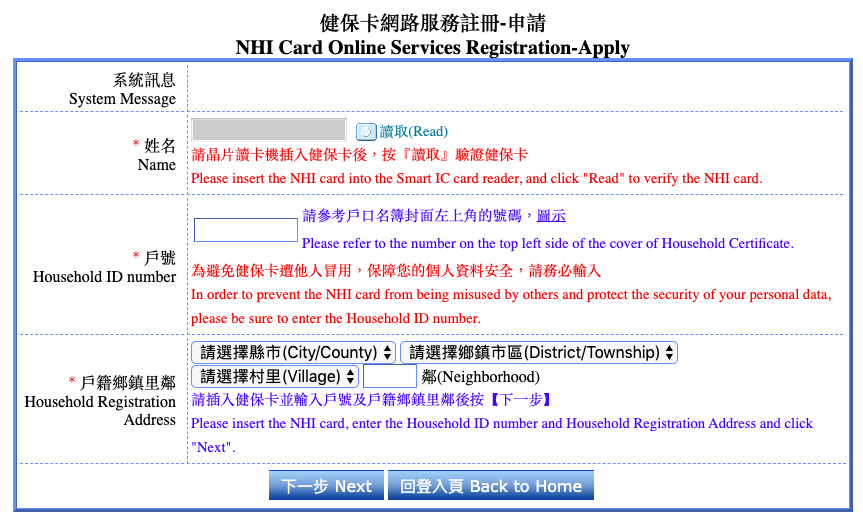 健保卡網路服務註冊-申請
NHI Card Online Services Registration-Apply
系統訊息
System Message
* 姓名
Name
讀取(Read)
請晶片讀卡機插入健保卡後，按『讀取』驗證健保卡
Please insert the NHI card into the Smart IC card reader, and click "Read" to verify the NHI card.
* 戶號
Household ID number
請參考戶口名簿封面左上角的號碼，圖示
Please refer to the number on the top left side of the cover of Household Certificate.
為避免健保卡遭他人冒用，保障您的個人資料安全，請務必輸入
In order to prevent the NHI card from being misused by others and protect the security of your personal data,
please be sure to enter the Household ID number.
* 戶籍鄉鎮里鄰
Household Registration
Address
請選擇縣市(City/County) 請選擇鄉鎮市區(District/Township)
請選擇村里(Village) 鄰(Neighborhood)
請插入健保卡並輸入戶號及戶籍鄉鎮里鄰後按【下一步】
Please insert the NHI card, enter the Household ID number and Household Registration Address and click
"Next".
下一步 Next 回登入頁 Back to Home